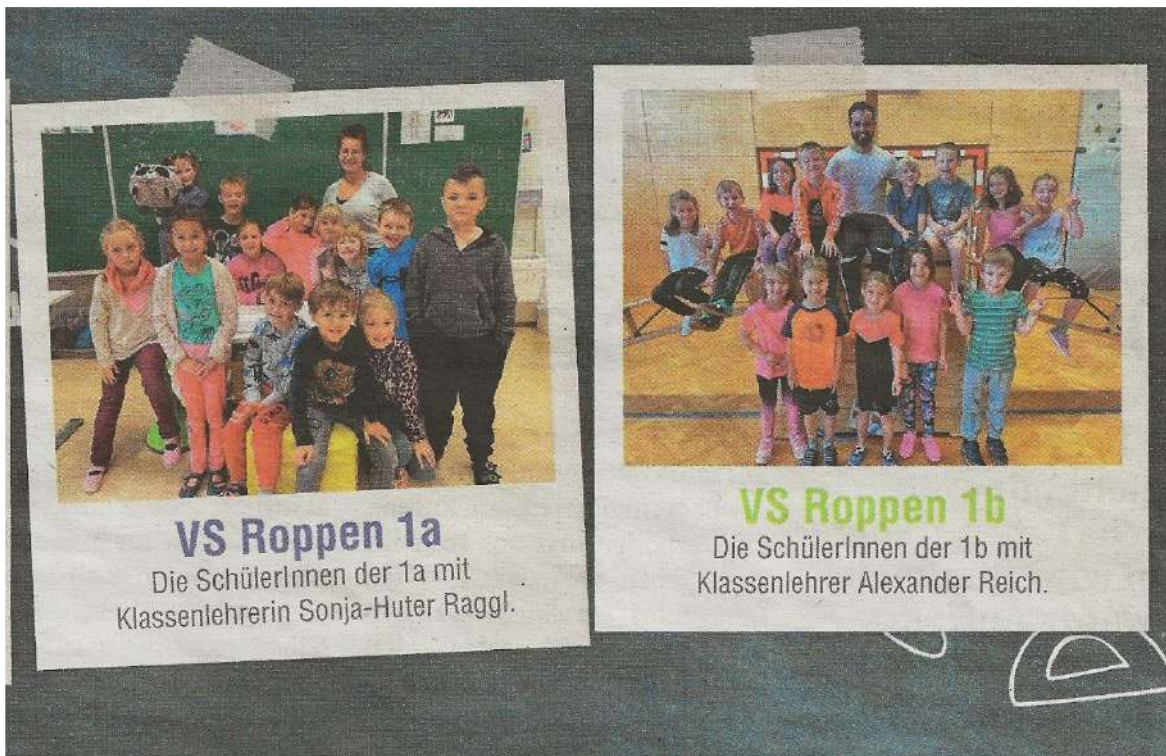 VS Roppen 1a
Die SchülerInnen der 1a mit
Klassenlehrerin Sonja-Huter Raggl.
VS Roppen 1b
Die SchülerInnen der 1b mit
Klassenlehrer Alexander Reich.